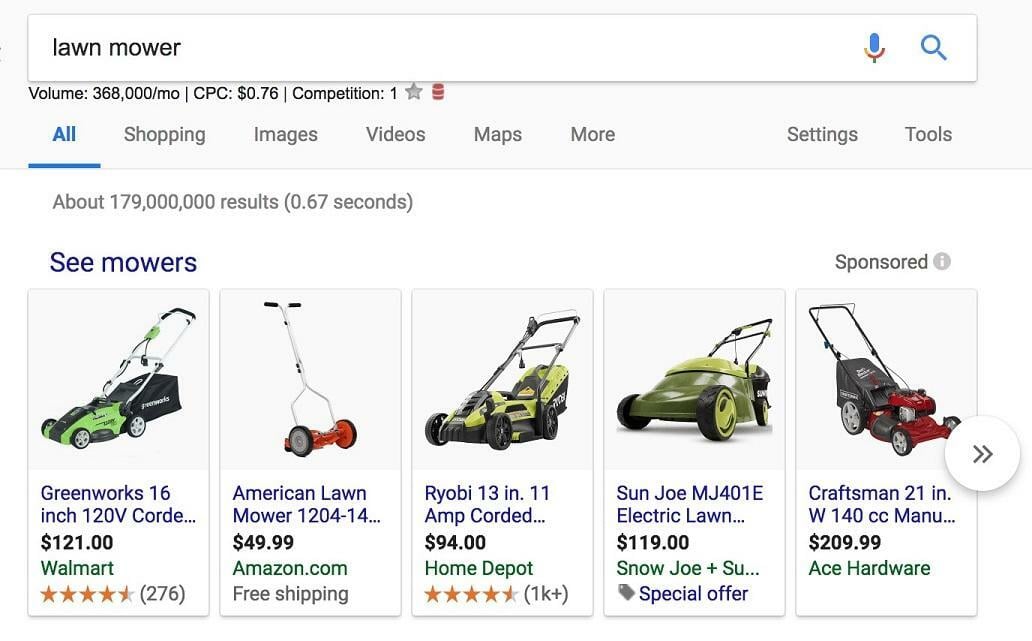 lawn mower
Volume: 368,000/mo | CPC: $0.76 | Competition: 1
All Shopping Images Videos Maps More Settings Tools
About 179,000,000 results (0.67 seconds)
See mowers
Sponsored
greenworks
RYOBI
SUN
Greenworks 16
inch 120V Corde...
$121.00
Walmart
(276)
American Lawn
Mower 1204-14...
$49.99
Amazon.com
Free shipping
Ryobi 13 in. 11
Amp Corded...
$94.00
Home Depot
(1k+)
Sun Joe MJ401E
Electric Lawn...
$119.00
Snow Joe + Su...
Special offer
Craftsman 21 in.
W 140 cc Manu...
$209.99
Ace Hardware